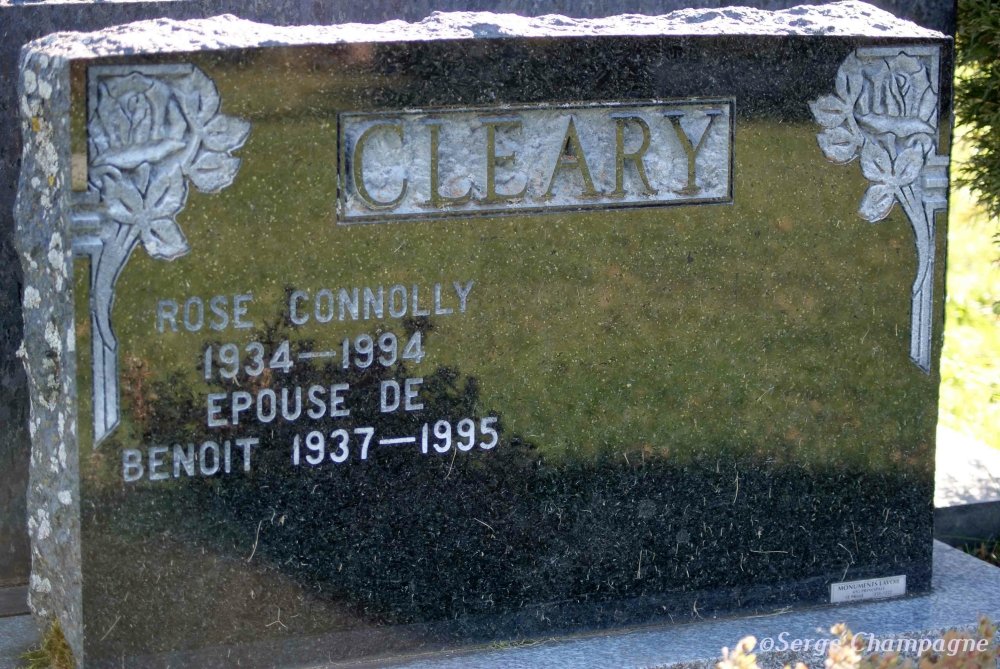 CLEARY
ROSE CONNOLLY
1934—1994
EPOUSE DE
BENOIT 1937—1995
MONUMENTS LAVOIE
©Serge Champagne